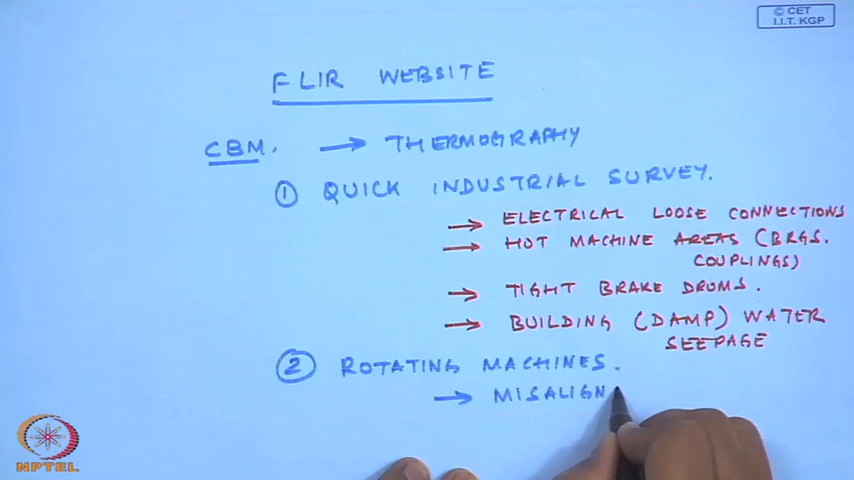 © CET
I.I.T. KGP
FLIR WEBSITE
CBM. → THERMOGRAPHY
① QUICK INDUSTRIAL SURVEY.
→ ELECTRICAL LOOSE CONNECTIONS
→ HOT MACHINE AREAS (BRGS.
COUPLINGS)
→ TIGHT BRAKE DRUMS.
→ BUILDING (DAMP) WATER
SEEPAGE
② ROTATING MACHINES.
→ MISALIGN
NPTEL